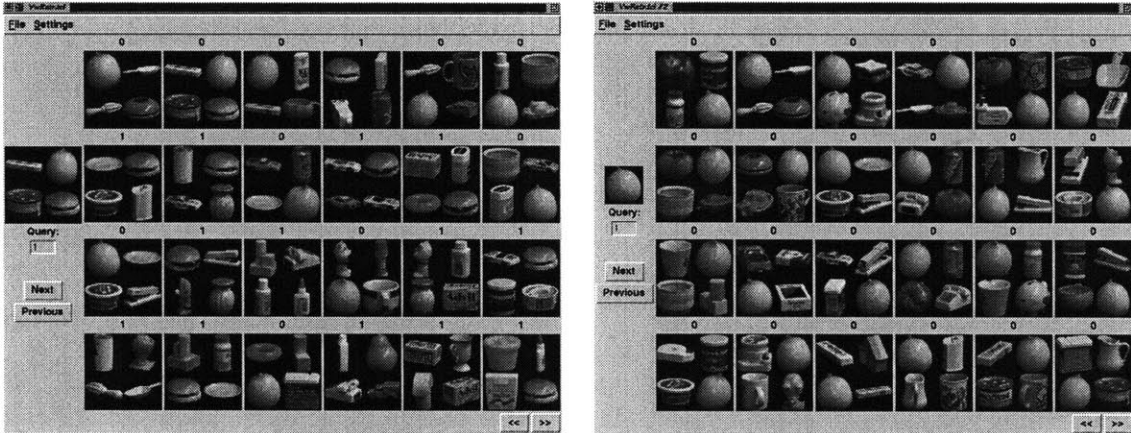 File Settings
0 0 0 1 0 0
1 1 0 1 1 0
Query:
1
0 1 1 0 1 1
Next
Previous
Advil
1 1 0 1 1 1
<< >>
File Settings
0 0 0 0 0 0
0 0 0 0 0 0
Query:
1
0 0 0 0 0 0
Next
Previous
0 0 0 0 0 0
<< >>